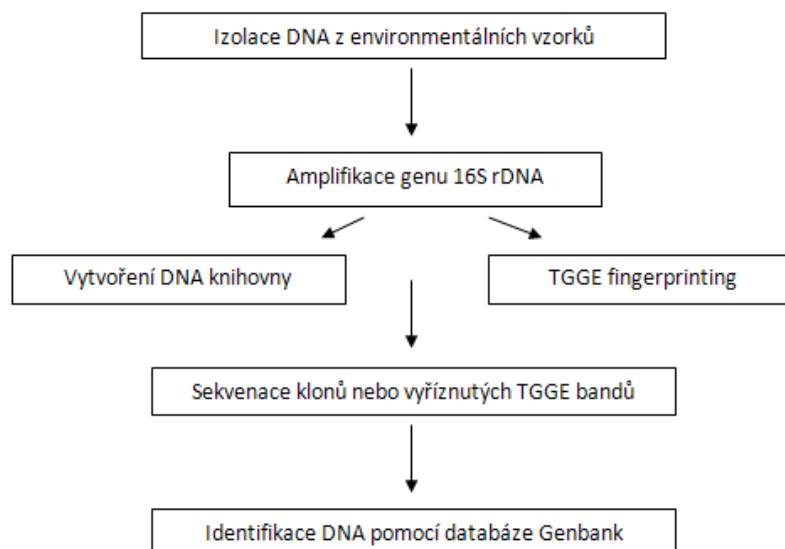 Izolace DNA z environmentálních vzorků
Amplifikace genu 16S rDNA
Vytvoření DNA knihovny
TGGE fingerprinting
Sekvenace klonů nebo vyříznutých TGGE bandů
Identifikace DNA pomocí databáze Genbank